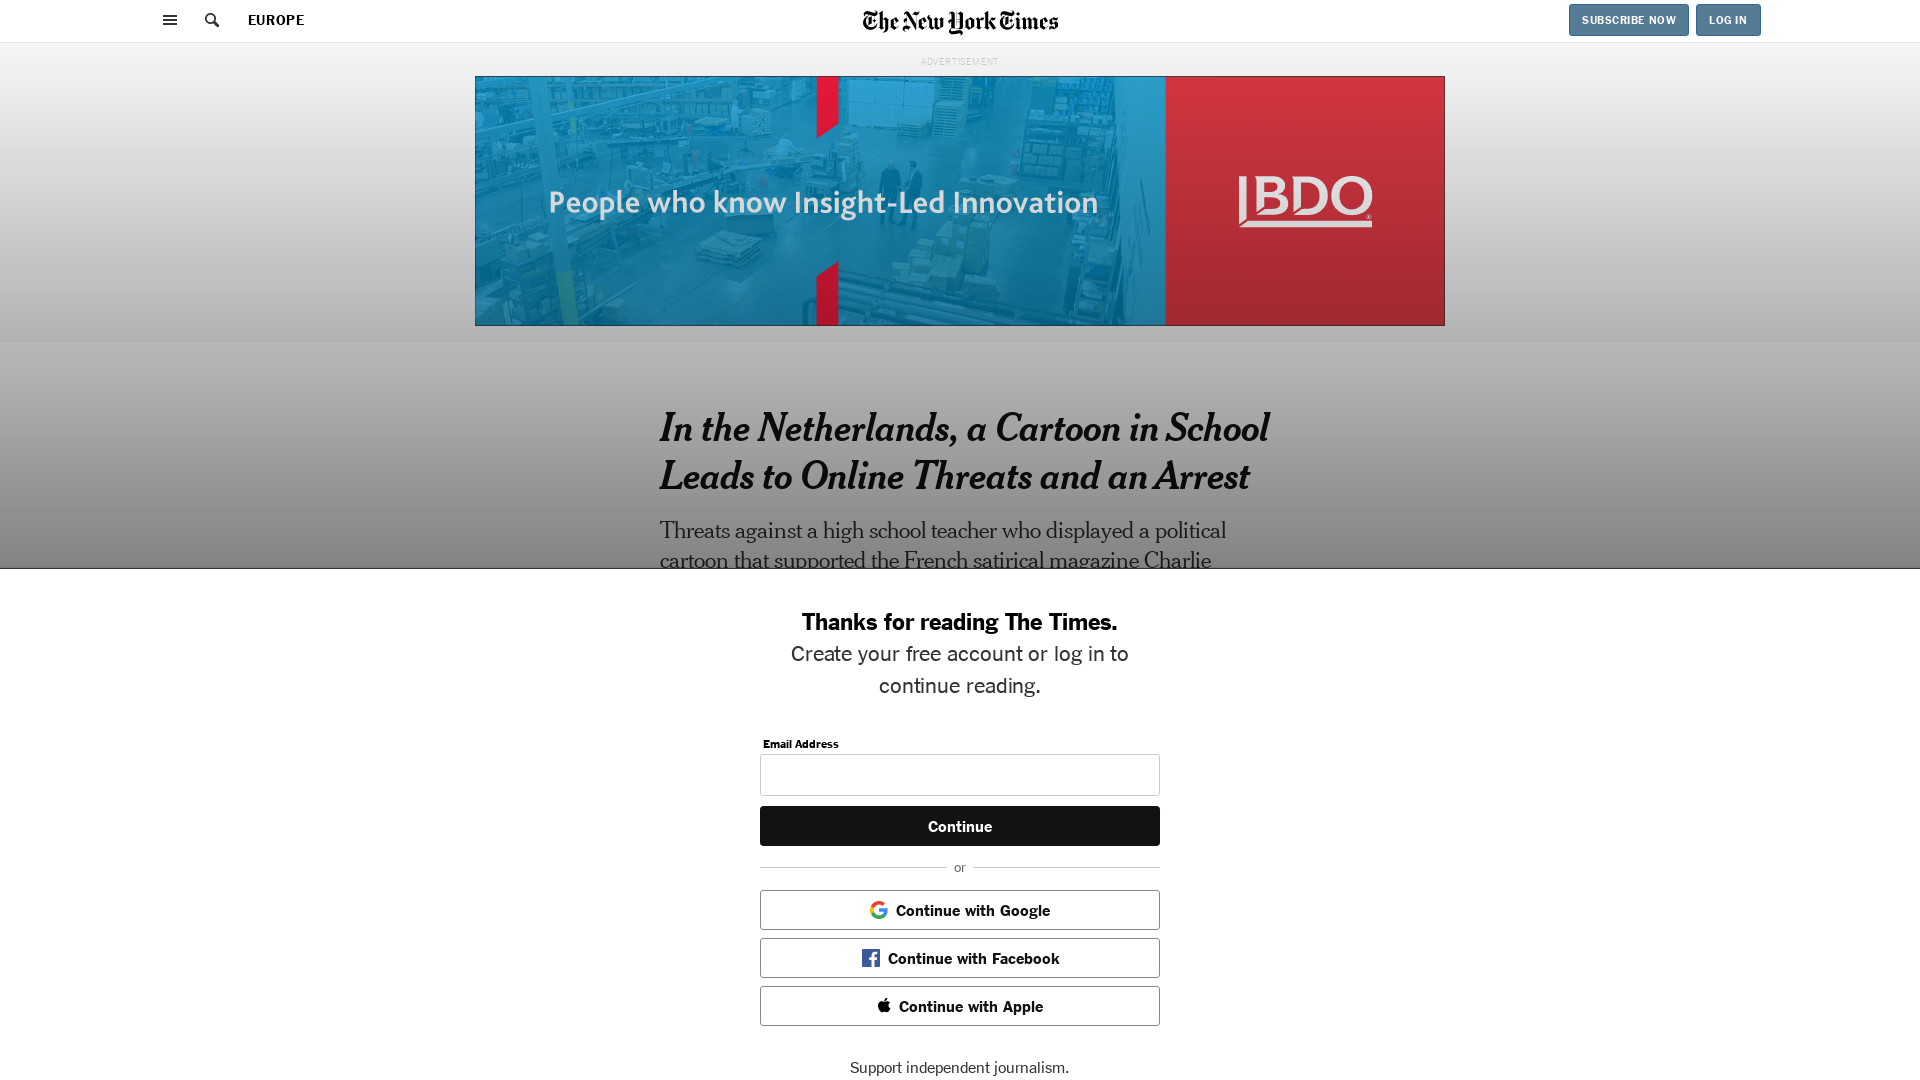 EUROPE
The New York Times
SUBSCRIBE NOW
LOG IN
ADVERTISEMENT
People who know Insight-Led Innovation
BDO
®
In the Netherlands, a Cartoon in School
Leads to Online Threats and an Arrest
Threats against a high school teacher who displayed a political
cartoon that supported the French satirical magazine Charlie
Thanks for reading The Times.
Create your free account or log in to
continue reading.
Email Address
Continue
or
Continue with Google
Continue with Facebook
Continue with Apple
Support independent journalism.